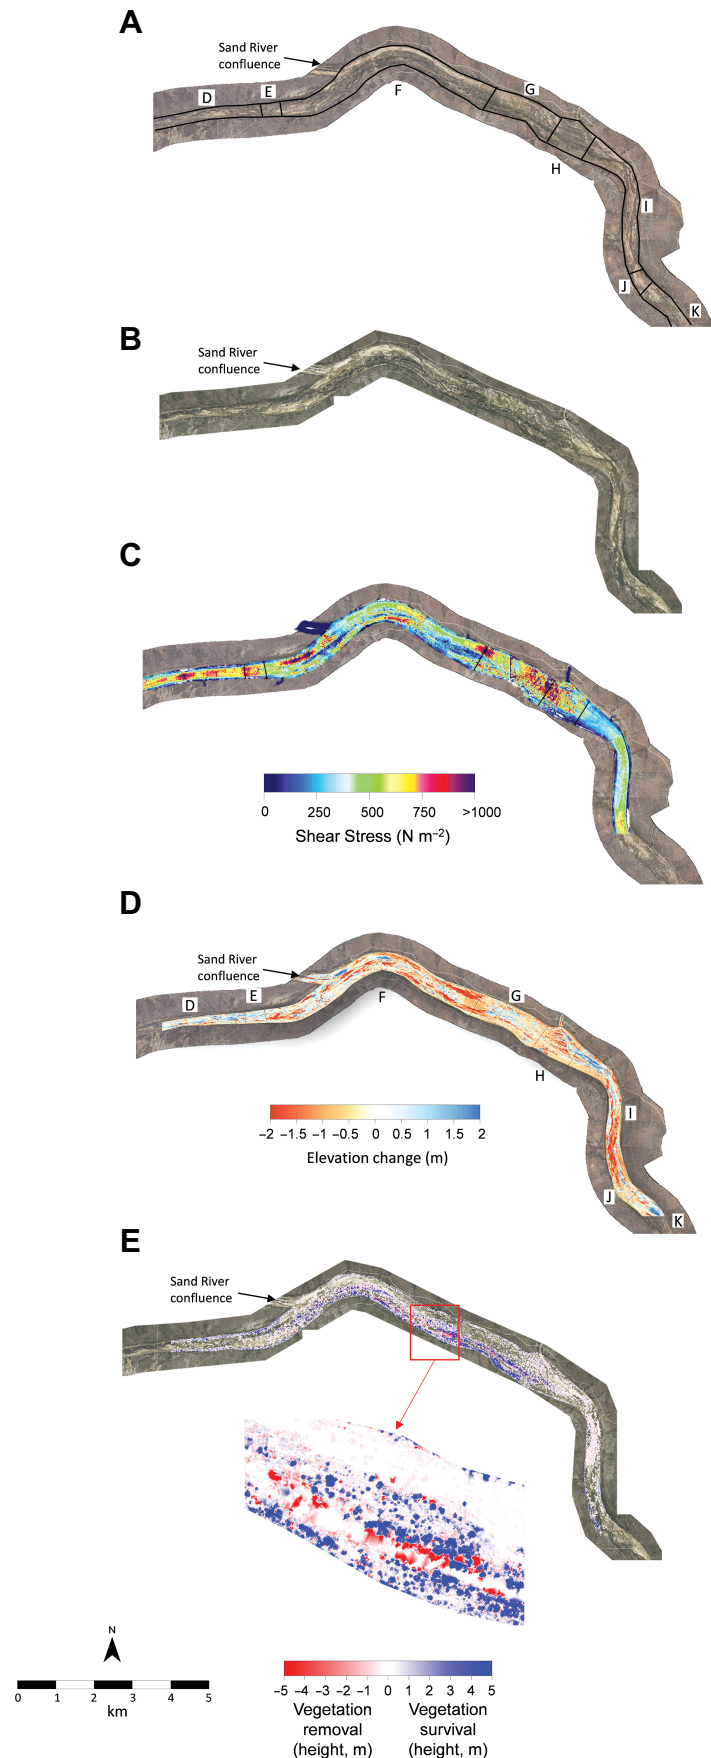 A
Sand River
confluence
D
E
F
G
H
I
J
K
B
Sand River
confluence
C
0 250 500 750 >1000
Shear Stress (N m⁻²)
D
Sand River
confluence
D
E
F
G
H
I
J
K
−2 −1.5 −1 −0.5 0 0.5 1 1.5 2
Elevation change (m)
E
Sand River
confluence
N
0 1 2 3 4 5
km
−5 −4 −3 −2 −1 0 1 2 3 4 5
Vegetation removal (height, m)
Vegetation survival (height, m)